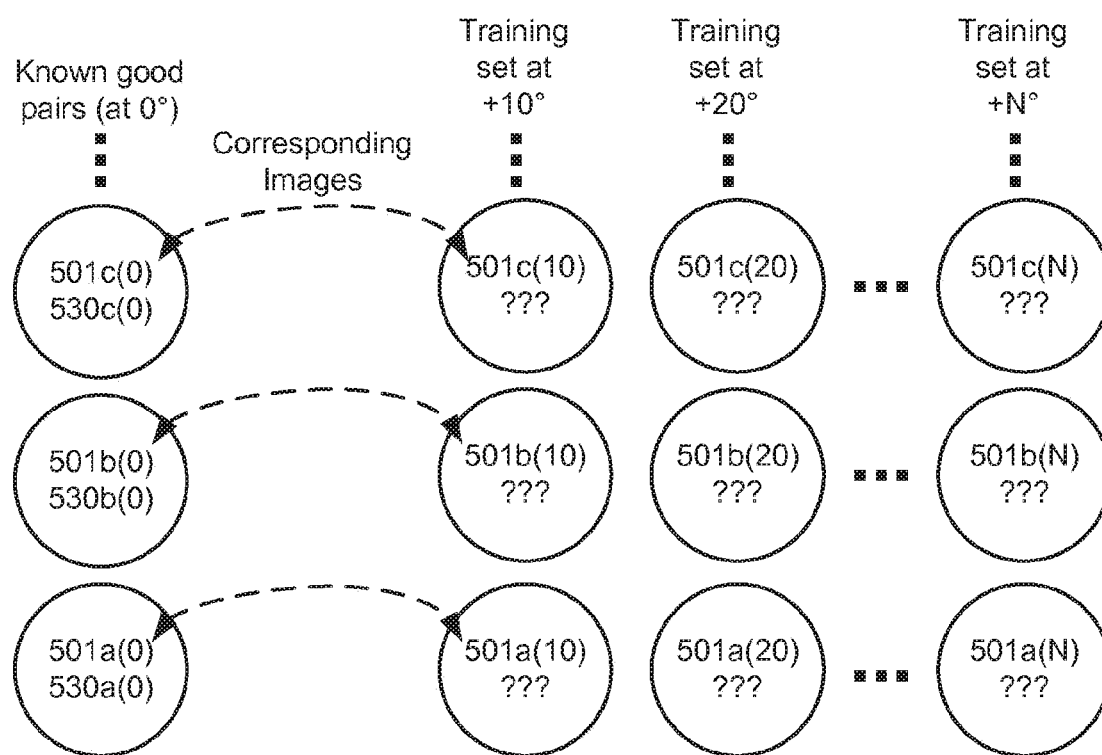 Known good
pairs (at 0°)
Corresponding
Images
Training
set at
+10°
Training
set at
+20°
Training
set at
+N°
501c(0)
530c(0)
501c(10)
???
501c(20)
???
501c(N)
???
501b(0)
530b(0)
501b(10)
???
501b(20)
???
501b(N)
???
501a(0)
530a(0)
501a(10)
???
501a(20)
???
501a(N)
???